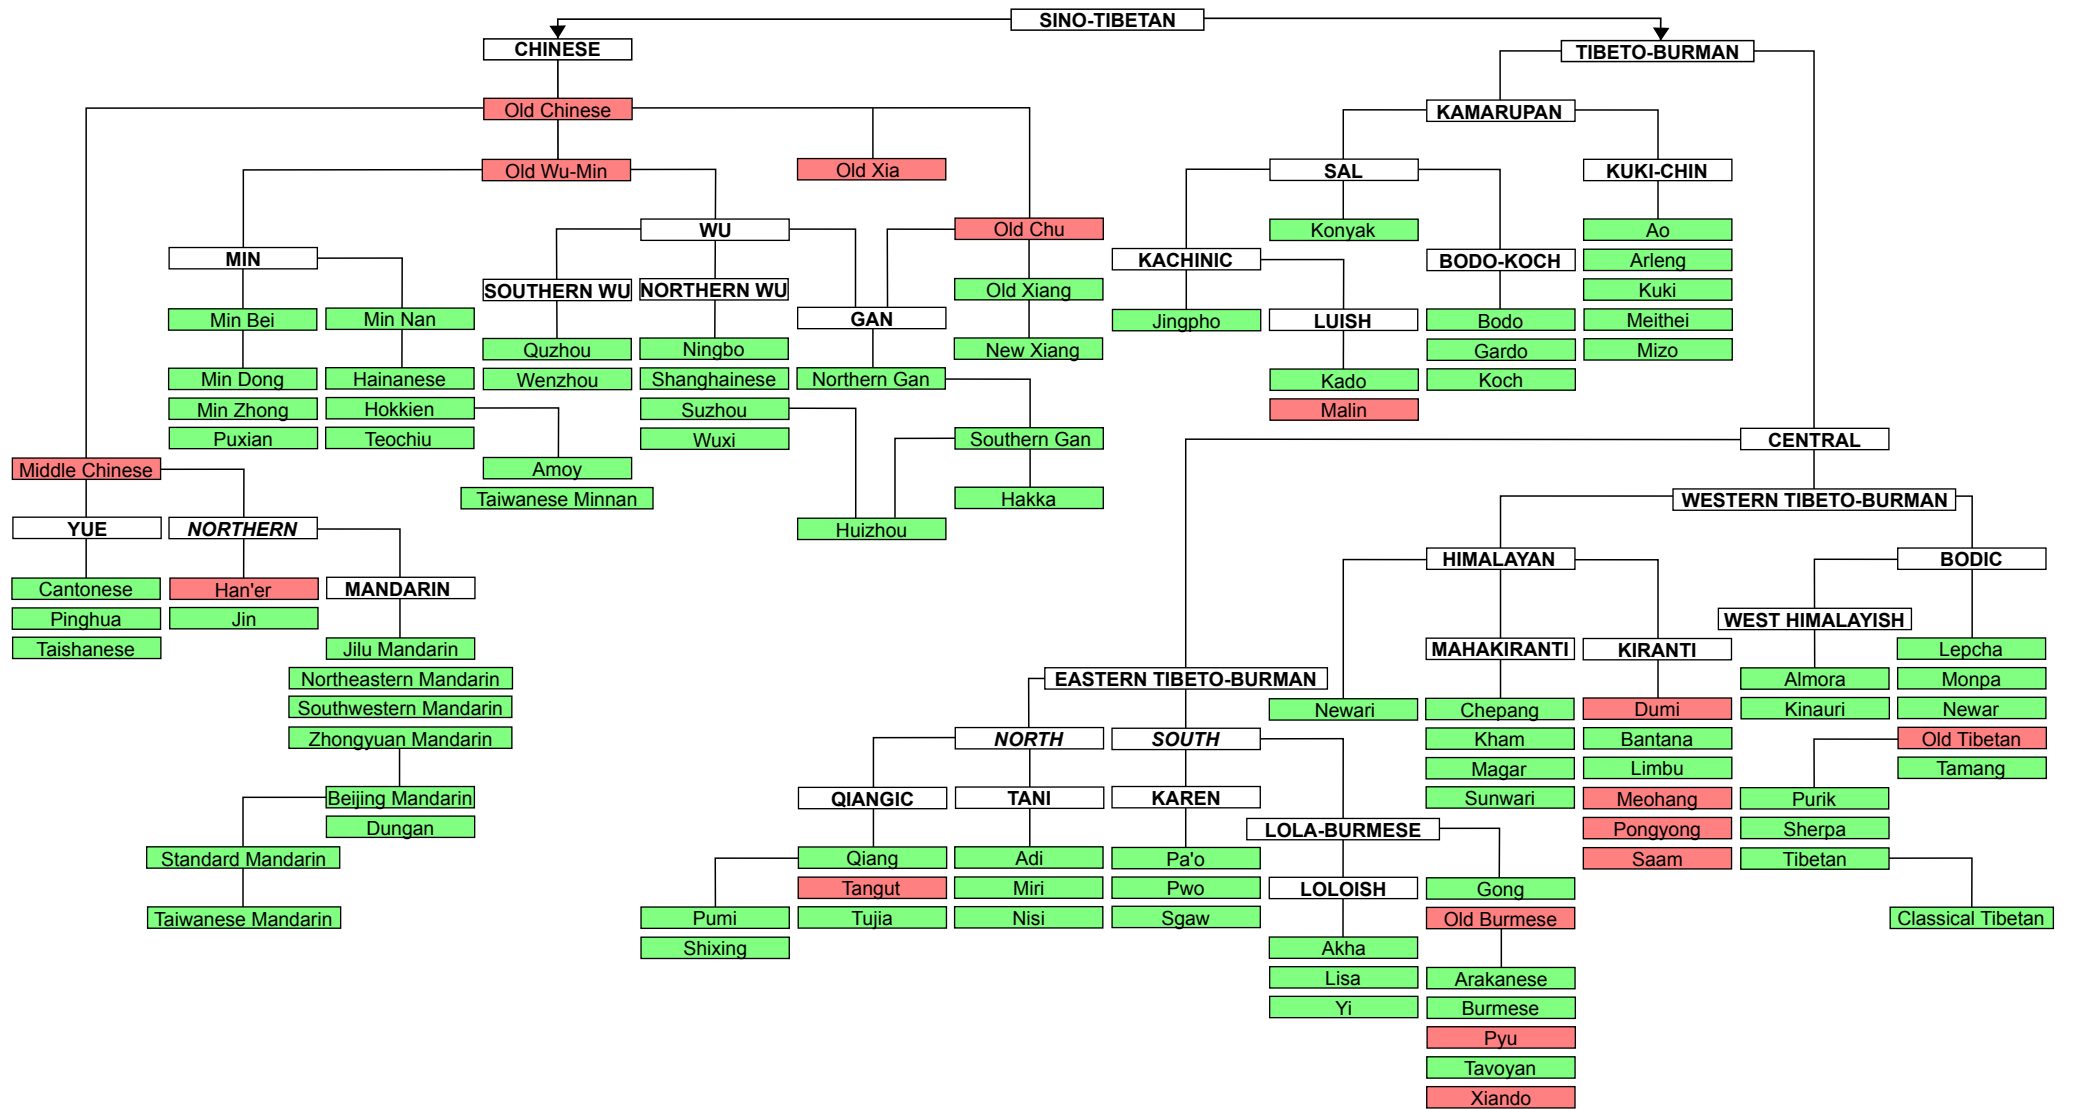 SINO-TIBETAN
CHINESE
TIBETO-BURMAN
Old Chinese
KAMARUPAN
Old Wu-Min
Old Xia
SAL
KUKI-CHIN
WU
Old Chu
Konyak
Ao
MIN
KACHINIC
BODO-KOCH
Arleng
SOUTHERN WU
NORTHERN WU
Old Xiang
Kuki
Min Bei
Min Nan
GAN
Jingpho
LUISH
Bodo
Meithei
Quzhou
Ningbo
New Xiang
Gardo
Mizo
Min Dong
Hainanese
Wenzhou
Shanghainese
Northern Gan
Kado
Koch
Min Zhong
Hokkien
Suzhou
Malin
Puxian
Teochiu
Wuxi
Southern Gan
CENTRAL
Middle Chinese
Amoy
Taiwanese Minnan
Hakka
WESTERN TIBETO-BURMAN
YUE
NORTHERN
Huizhou
HIMALAYAN
BODIC
Cantonese
Han'er
MANDARIN
Pinghua
Jin
WEST HIMALAYISH
Taishanese
Jilu Mandarin
MAHAKIRANTI
KIRANTI
Lepcha
Northeastern Mandarin
EASTERN TIBETO-BURMAN
Almora
Monpa
Southwestern Mandarin
Newari
Chepang
Dumi
Kinauri
Newar
Zhongyuan Mandarin
NORTH
SOUTH
Kham
Bantana
Old Tibetan
Magar
Limbu
Tamang
Beijing Mandarin
QIANGIC
TANI
KAREN
Sunwari
Meohang
Purik
Dungan
LOLA-BURMESE
Pongyong
Sherpa
Standard Mandarin
Qiang
Adi
Pa'o
Saam
Tibetan
Tangut
Miri
Pwo
LOLOISH
Gong
Taiwanese Mandarin
Pumi
Tujia
Nisi
Sgaw
Old Burmese
Classical Tibetan
Shixing
Akha
Lisa
Arakanese
Yi
Burmese
Pyu
Tavoyan
Xiando